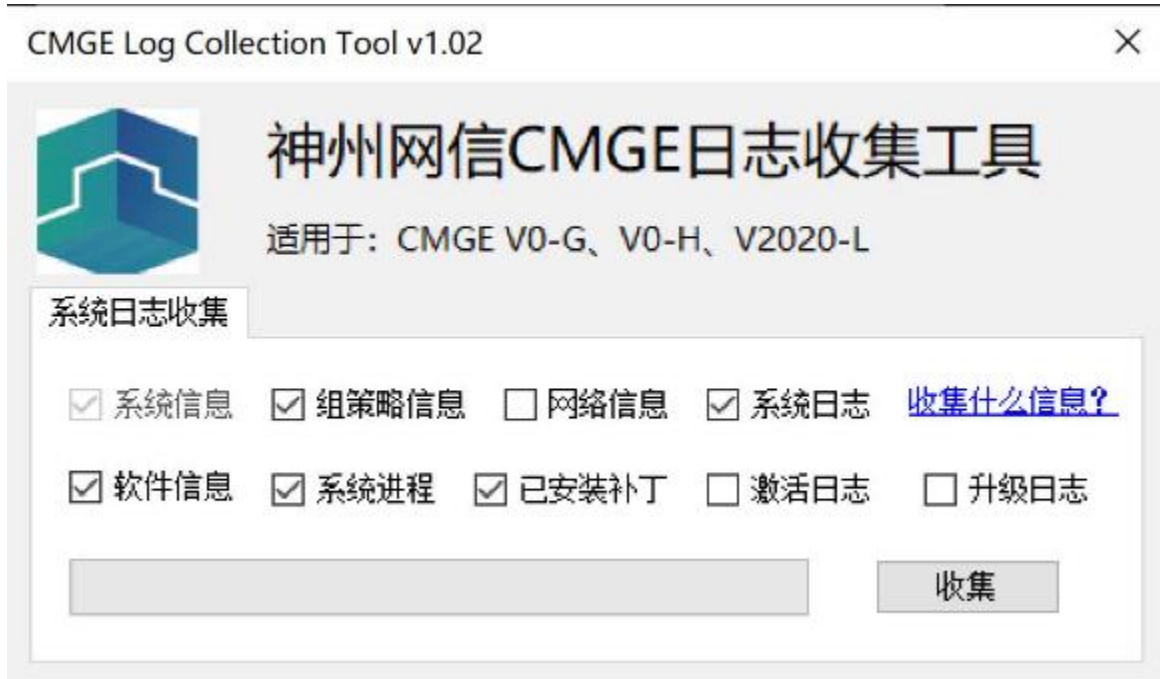 CMGE Log Collection Tool v1.02
神州网信CMGE日志收集工具
适用于：CMGE V0-G、V0-H、V2020-L
系统日志收集
系统信息 组策略信息 网络信息 系统日志 收集什么信息？
软件信息 系统进程 已安装补丁 激活日志 升级日志
收集